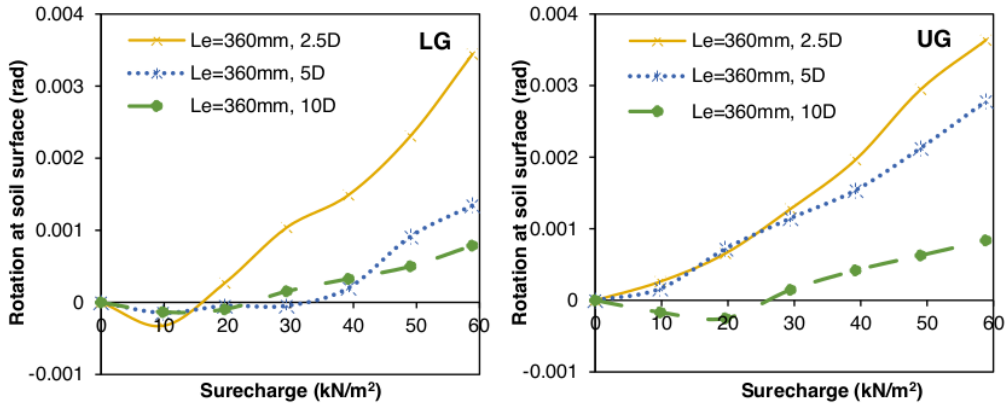 Rotation at soil surface (rad)
0.004
0.003
0.002
0.001
0
-0.001
Le=360mm, 2.5D
Le=360mm, 5D
Le=360mm, 10D
LG
0 10 20 30 40 50 60
Surecharge (kN/m²)
Rotation at soil surface (rad)
0.004
0.003
0.002
0.001
0
-0.001
Le=360mm, 2.5D
Le=360mm, 5D
Le=360mm, 10D
UG
0 10 20 30 40 50 60
Surecharge (kN/m²)